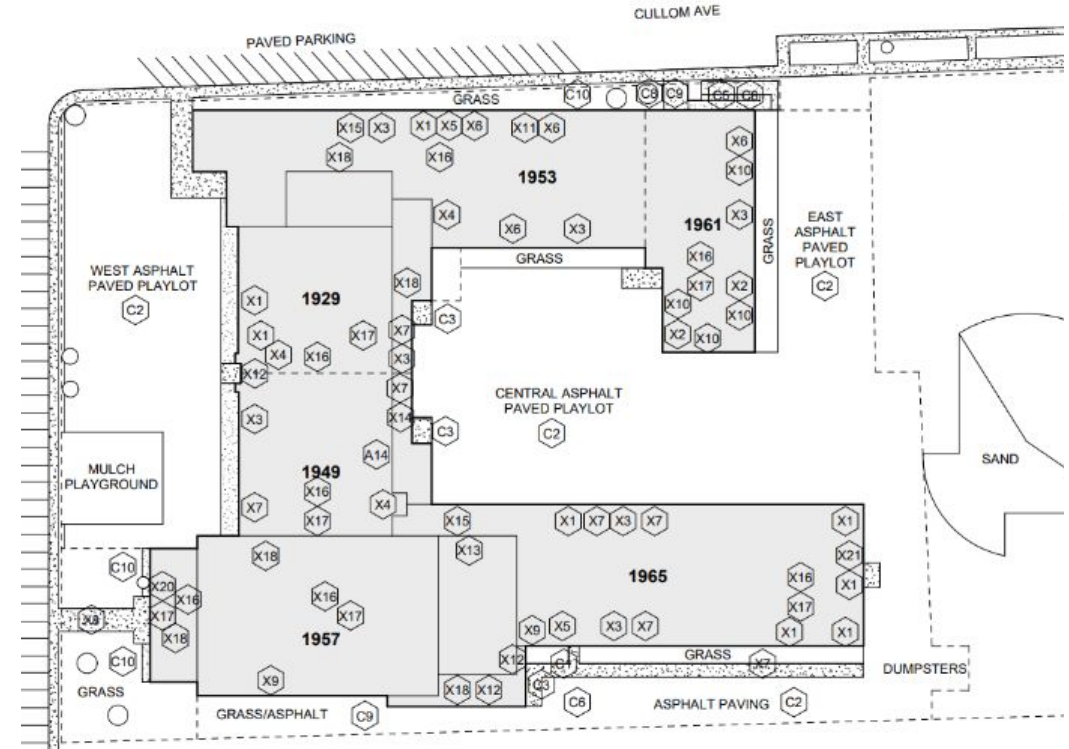 CULLOM AVE
PAVED PARKING
GRASS
C10
C8
C9
C5
C6
X15
X3
X1
X5
X6
X11
X6
X18
X16
1953
X6
X10
X4
X6
X3
1961
X3
GRASS
GRASS
X16
X17
X2
X10
X10
X2
X10
EAST
ASPHALT
PAVED
PLAYLOT
C2
WEST ASPHALT
PAVED PLAYLOT
C2
X18
X1
1929
X1
X4
X16
X17
X7
C3
X3
X12
X7
X3
X14
C3
CENTRAL ASPHALT
PAVED PLAYLOT
C2
SAND
MULCH
PLAYGROUND
A14
1949
X16
X4
X7
X17
X15
X1
X7
X3
X7
X1
X18
X13
X21
X1
1965
X16
X17
C10
X20
X16
X17
X18
X16
X17
1957
X9
X5
X3
X7
X1
X1
C10
GRASS
X9
X12
X18
X12
C3
GRASS
X7
DUMPSTERS
GRASS/ASPHALT
C9
C6
ASPHALT PAVING
C2